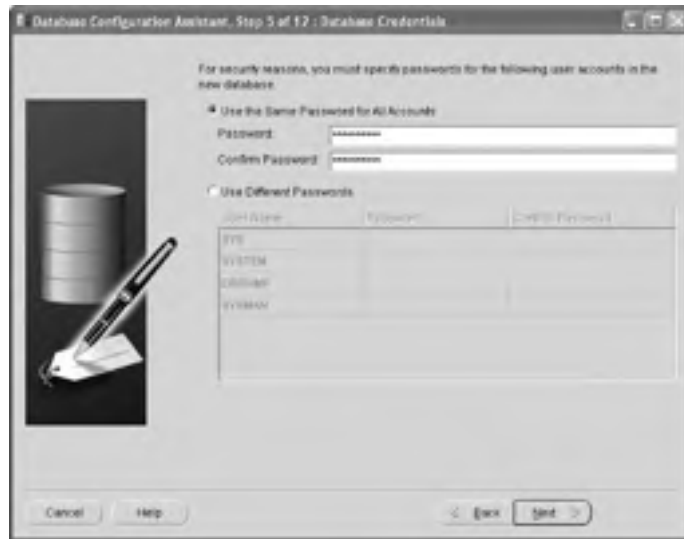 Database Configuration Assistant, Step 5 of 12 : Database Credentials
For security reasons, you must specify passwords for the following user accounts in the
new database.
Use the Same Password for All Accounts
Password:
Confirm Password:
Use Different Passwords
User Name Password Confirm Password
SYS
SYSTEM
DBSNMP
SYSMAN
Cancel Help Back Next